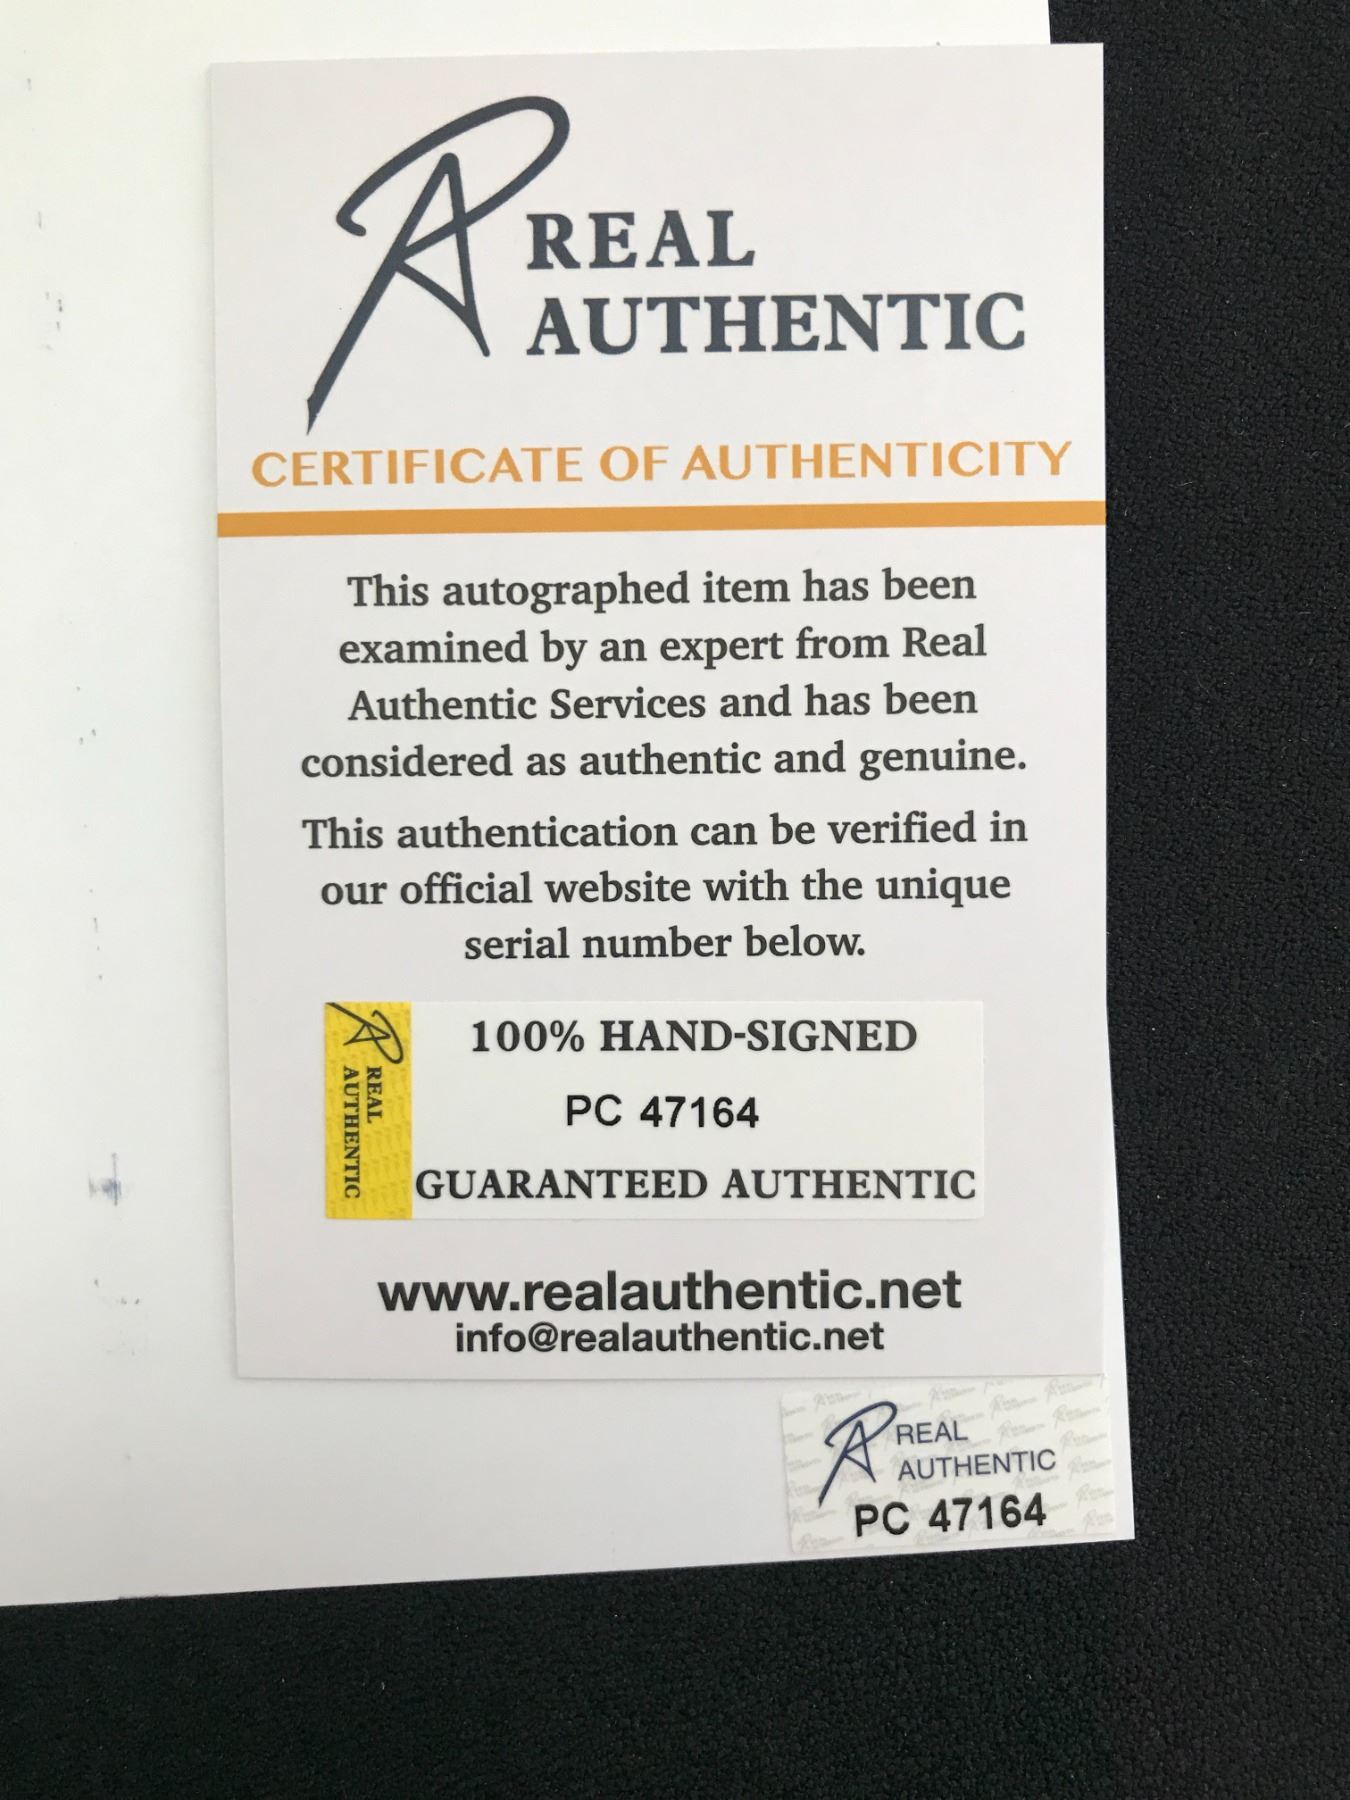 REAL
AUTHENTIC
CERTIFICATE OF AUTHENTICITY
This autographed item has been
examined by an expert from Real
Authentic Services and has been
considered as authentic and genuine.
This authentication can be verified in
our official website with the unique
serial number below.
REAL
AUTHENTIC
100% HAND-SIGNED
PC 47164
GUARANTEED AUTHENTIC
www.realauthentic.net
info@realauthentic.net
REAL
AUTHENTIC
PC 47164